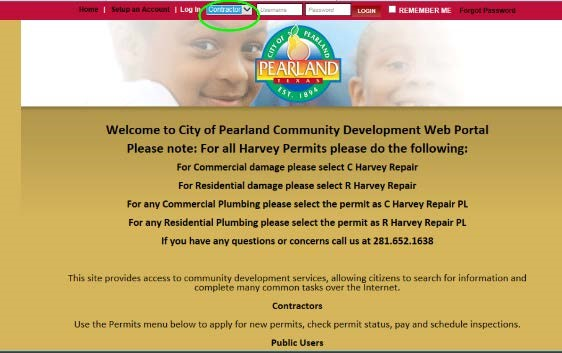 Home | Setup an Account | Log In Contractor Username Password LOGIN REMEMBER ME Forgot Password
CITY OF PEARLAND
PEARLAND
TEXAS
EST. 1894
Welcome to City of Pearland Community Development Web Portal
Please note: For all Harvey Permits please do the following:
For Commercial damage please select C Harvey Repair
For Residential damage please select R Harvey Repair
For any Commercial Plumbing please select the permit as C Harvey Repair PL
For any Residential Plumbing please select the permit as R Harvey Repair PL
If you have any questions or concerns call us at 281.652.1638
This site provides access to community development services, allowing citizens to search for information and
complete many common tasks over the Internet.
Contractors
Use the Permits menu below to apply for new permits, check permit status, pay and schedule inspections.
Public Users